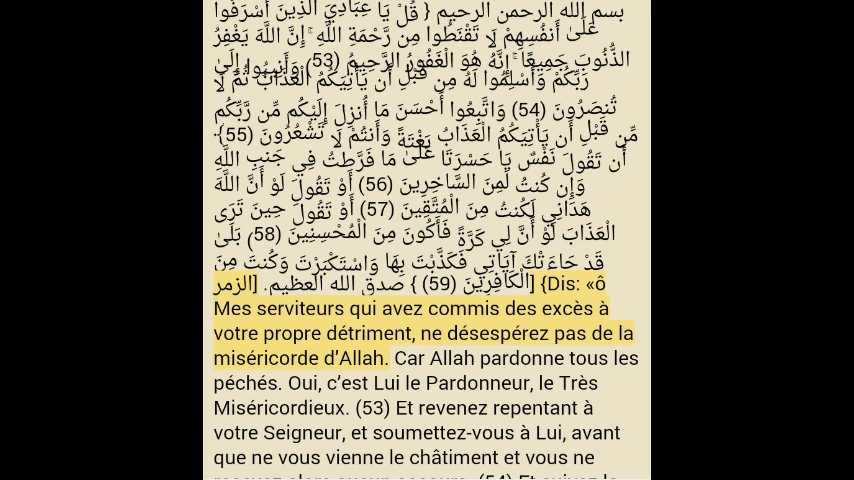 بسم الله الرحمن الرحيم { قُلْ يَا عِبَادِيَ الَّذِينَ أَسْرَفُوا
عَلَىٰ أَنفُسِهِمْ لَا تَقْنَطُوا مِن رَّحْمَةِ اللَّهِ ۚ إِنَّ اللَّهَ يَغْفِرُ
الذُّنُوبَ جَمِيعًا ۚ إِنَّهُ هُوَ الْغَفُورُ الرَّحِيمُ (53) وَأَنِيبُوا إِلَىٰ
رَبِّكُمْ وَأَسْلِمُوا لَهُ مِن قَبْلِ أَن يَأْتِيَكُمُ الْعَذَابُ ثُمَّ لَا
تُنصَرُونَ (54) وَاتَّبِعُوا أَحْسَنَ مَا أُنزِلَ إِلَيْكُم مِّن رَّبِّكُم
مِّن قَبْلِ أَن يَأْتِيَكُمُ الْعَذَابُ بَغْتَةً وَأَنتُمْ لَا تَشْعُرُونَ (55)
أَن تَقُولَ نَفْسٌ يَا حَسْرَتَا عَلَىٰ مَا فَرَّطتُ فِي جَنبِ اللَّهِ
وَإِن كُنتُ لَمِنَ السَّاخِرِينَ (56) أَوْ تَقُولَ لَوْ أَنَّ اللَّهَ
هَدَانِي لَكُنتُ مِنَ الْمُتَّقِينَ (57) أَوْ تَقُولَ حِينَ تَرَى
الْعَذَابَ لَوْ أَنَّ لِي كَرَّةً فَأَكُونَ مِنَ الْمُحْسِنِينَ (58) بَلَىٰ
قَدْ جَاءَتْكَ آيَاتِي فَكَذَّبْتَ بِهَا وَاسْتَكْبَرْتَ وَكُنتَ مِنَ
الْكَافِرِينَ (59) } صدق الله العظيم. [الزمر] {Dis: «ô
Mes serviteurs qui avez commis des excès à
votre propre détriment, ne désespérez pas de la
miséricorde d’Allah. Car Allah pardonne tous les
péchés. Oui, c’est Lui le Pardonneur, le Très
Miséricordieux. (53) Et revenez repentant à
votre Seigneur, et soumettez-vous à Lui, avant
que ne vous vienne le châtiment et vous ne